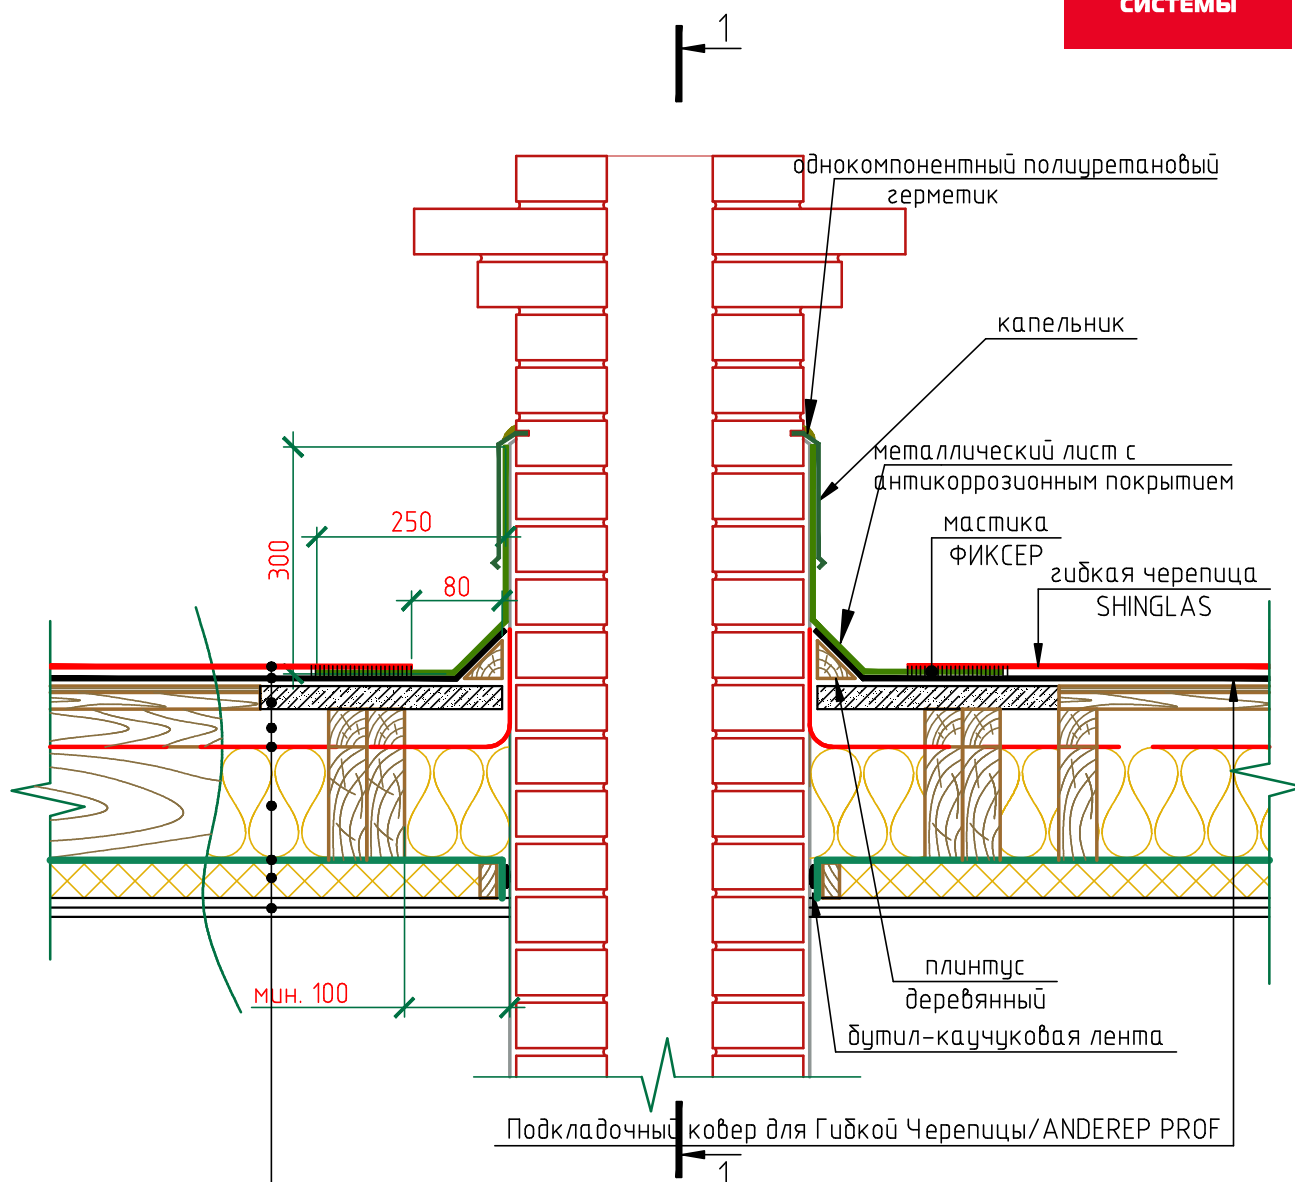 СИСТЕМЫ
1
однокомпонентный полиуретановый
герметик
капельник
металлический лист с
антикоррозионным покрытием
250
мастика
ФИКСЕР
300
80
гибкая черепица
SHINGLAS
плинтус
деревянный
мин. 100
бутил-каучуковая лента
Подкладочный ковер для Гибкой Черепицы/ANDEREP PROF
1